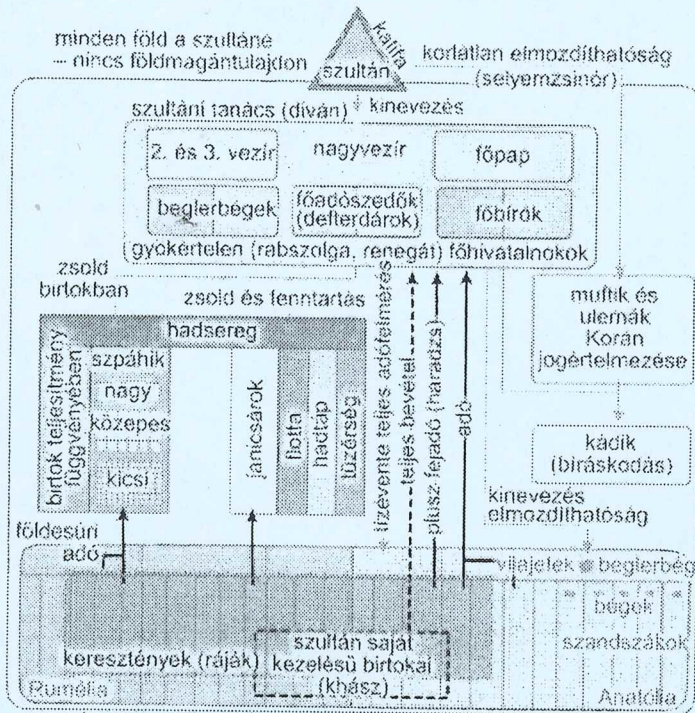 minden föld a szultáné
– nincs földmagántulajdon
kalifa
szultán
korlátlan elmozdíthatóság
(selyemzsinór)
szultáni tanács (díván)
kinevezés
2. és 3. vezír
nagyvezír
főpap
beglerbégek
főadószedők
(defterdárok)
főbírók
gyökértelen (rabszolga, renegát) főhivatalnokok
zsold
birtokban
zsold és fenntartás
hadsereg
birtok teljesítmény
függvényében
szpáhik
nagy
közepes
kicsi
janicsárok
flotta
hadtáp
tüzérség
tízévente teljes adófelmérés
teljes bevétel
plusz fejadó (haradzs)
adó
muftik és
ulemák
Korán
jogértelmezése
kádik
(bíráskodás)
kinevezés
elmozdíthatóság
földesúri
adó
vilajetek
beglerbég
bégek
szandzsákok
keresztények (ráják)
szultán saját
kezelésű birtokai
(khász)
Rumélia
Anatólia